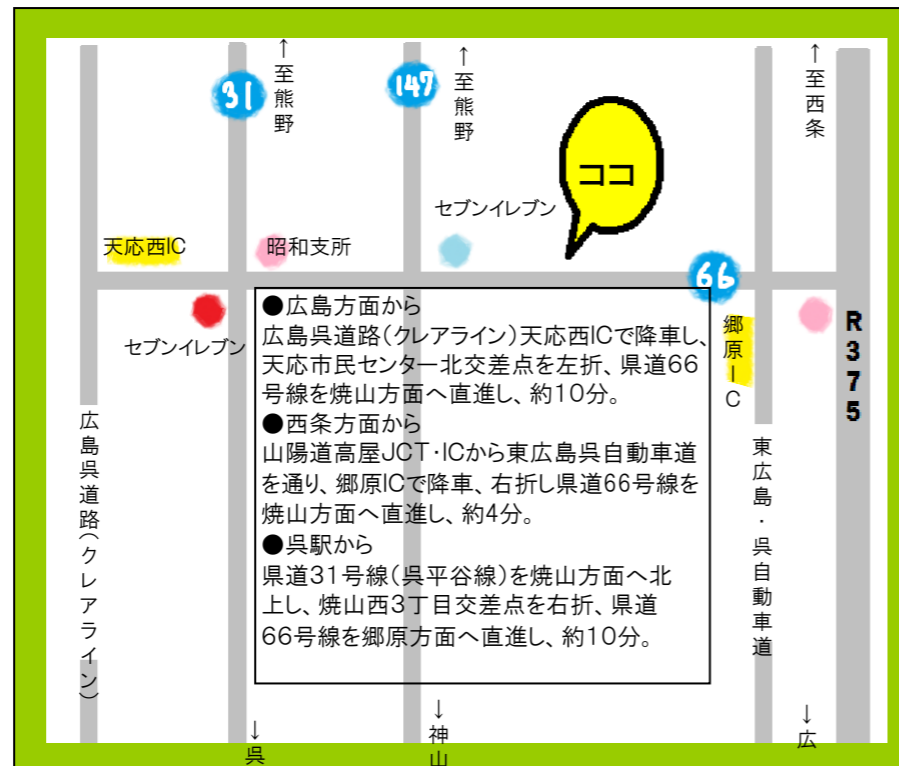 ↑至熊野
↑至熊野
↑至西条
31
147
ココ
セブンイレブン
天応西IC
昭和支所
66
セブンイレブン
郷原IC
R375
●広島方面から
広島呉道路(クレアライン)天応西ICで降車し、
天応市民センター北交差点を左折、県道66
号線を焼山方面へ直進し、約10分。
●西条方面から
山陽道高屋JCT・ICから東広島呉自動車道
を通り、郷原ICで降車、右折し県道66号線を
焼山方面へ直進し、約4分。
●呉駅から
県道31号線(呉平谷線)を焼山方面へ北
上し、焼山西3丁目交差点を右折、県道
66号線を郷原方面へ直進し、約10分。
広島呉道路(クレアライン)
東広島・呉自動車道
↓呉
↓神山
↓広